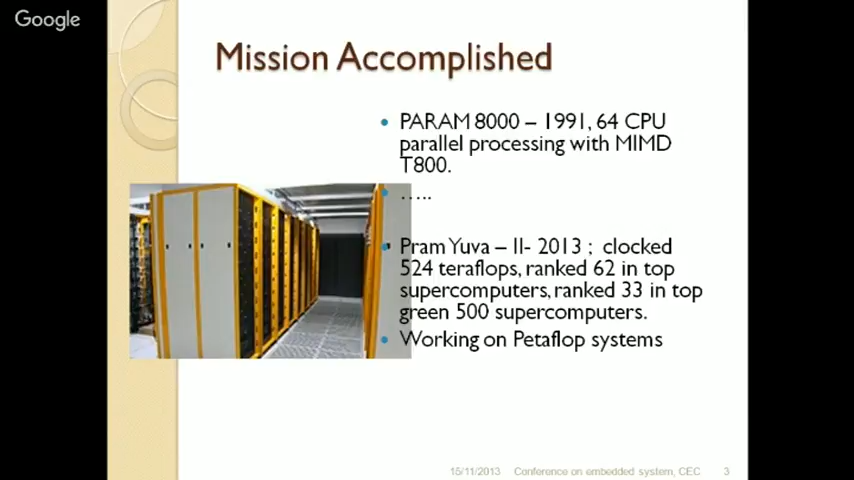 Google
Mission Accomplished
PARAM 8000 – 1991, 64 CPU
parallel processing with MIMD
T800.
…..
Pram Yuva – II- 2013 ; clocked
524 teraflops, ranked 62 in top
supercomputers, ranked 33 in top
green 500 supercomputers.
Working on Petaflop systems
15/11/2013 Conference on embedded system, CEC 3